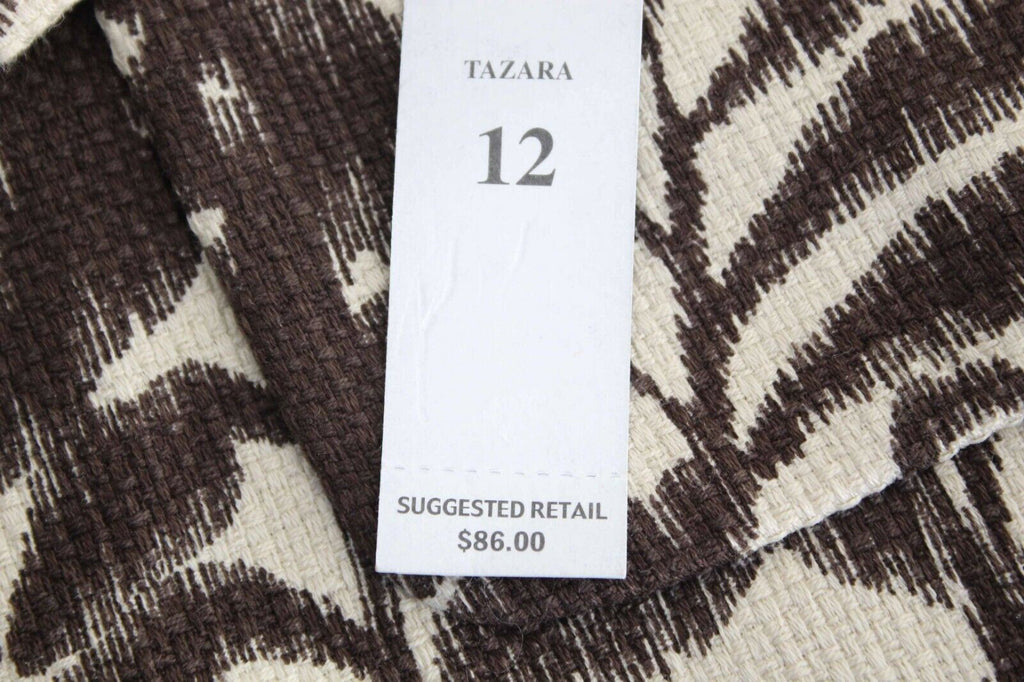 TAZARA
12
SUGGESTED RETAIL
$86.00